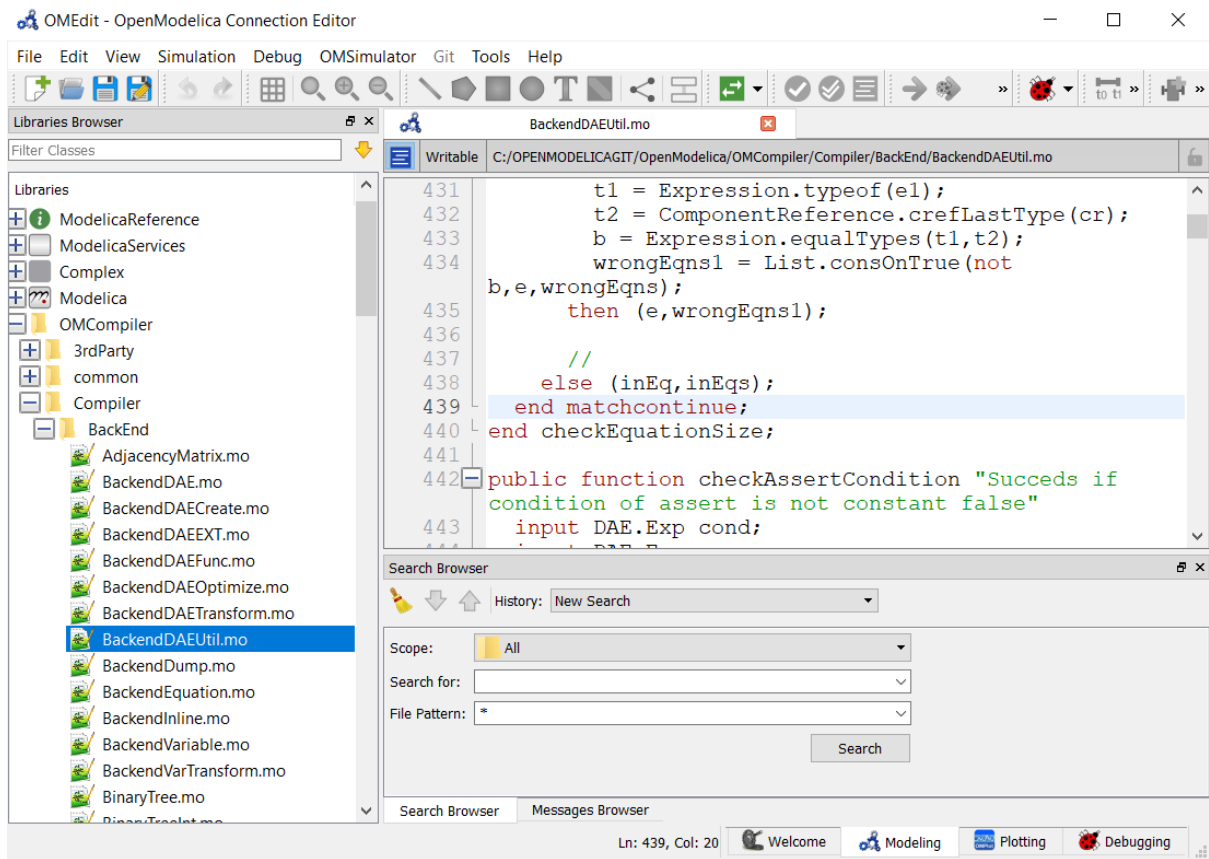 OMEdit - OpenModelica Connection Editor
File Edit View Simulation Debug OMSimulator Git Tools Help
T » to t1 » »
Libraries Browser
Filter Classes
Libraries
ModelicaReference
ModelicaServices
Complex
Modelica
OMCompiler
3rdParty
common
Compiler
BackEnd
AdjacencyMatrix.mo
BackendDAE.mo
BackendDAECreate.mo
BackendDAEEXT.mo
BackendDAEFunc.mo
BackendDAEOptimize.mo
BackendDAETransform.mo
BackendDAEUtil.mo
BackendDump.mo
BackendEquation.mo
BackendInline.mo
BackendVariable.mo
BackendVarTransform.mo
BinaryTree.mo
BinaryTreeInt.mo
BackendDAEUtil.mo
Writable C:/OPENMODELICAGIT/OpenModelica/OMCompiler/Compiler/BackEnd/BackendDAEUtil.mo
431 t1 = Expression.typeof(e1);
432 t2 = ComponentReference.crefLastType(cr);
433 b = Expression.equalTypes(t1,t2);
434 wrongEqns1 = List.consOnTrue(not
b,e,wrongEqns);
435 then (e,wrongEqns1);
436
437 //
438 else (inEq,inEqs);
439 end matchcontinue;
440 end checkEquationSize;
441
442 public function checkAssertCondition "Succeds if
condition of assert is not constant false"
443 input DAE.Exp cond;
Search Browser
History: New Search
Scope: All
Search for:
File Pattern: *
Search
Search Browser Messages Browser
Ln: 439, Col: 20 Welcome Modeling Plotting Debugging